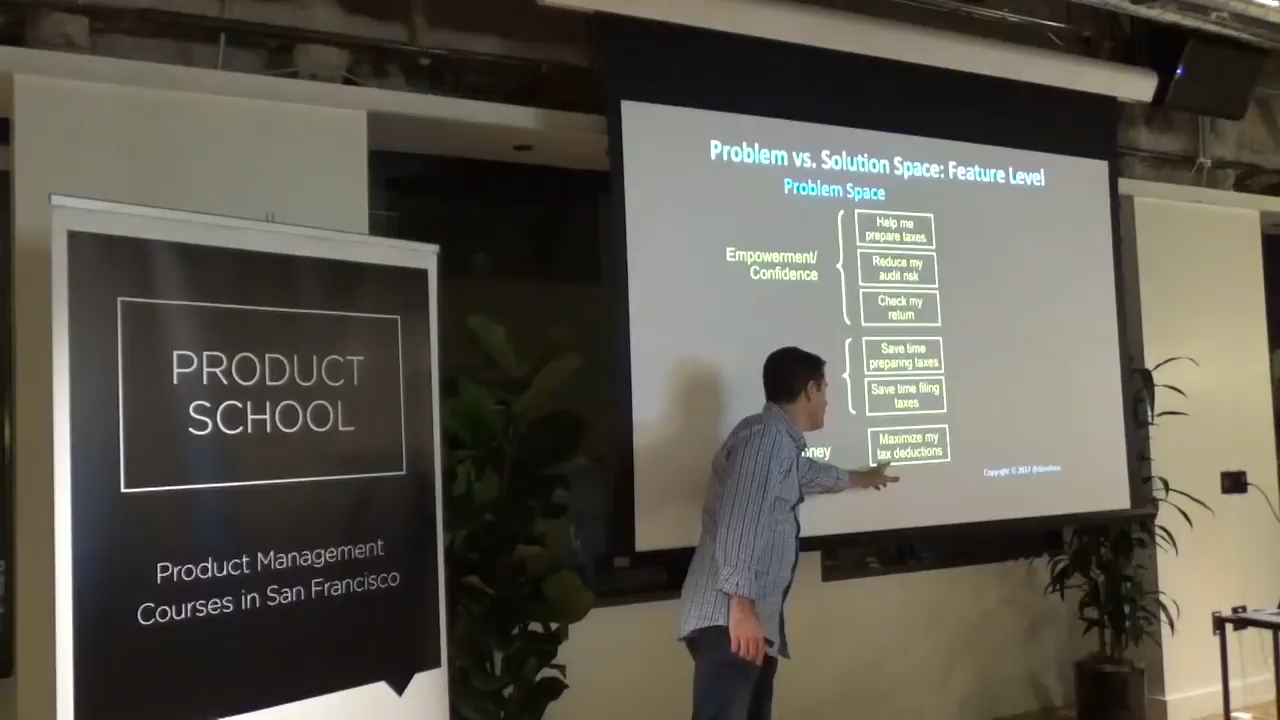 PRODUCT
SCHOOL
Product Management
Courses in San Francisco
Problem vs. Solution Space: Feature Level
Problem Space
Empowerment/
Confidence
Help me
prepare taxes
Reduce my
audit risk
Check my
return
Save time
preparing taxes
Save time filing
taxes
Maximize my
tax deductions
Copyright © 2017